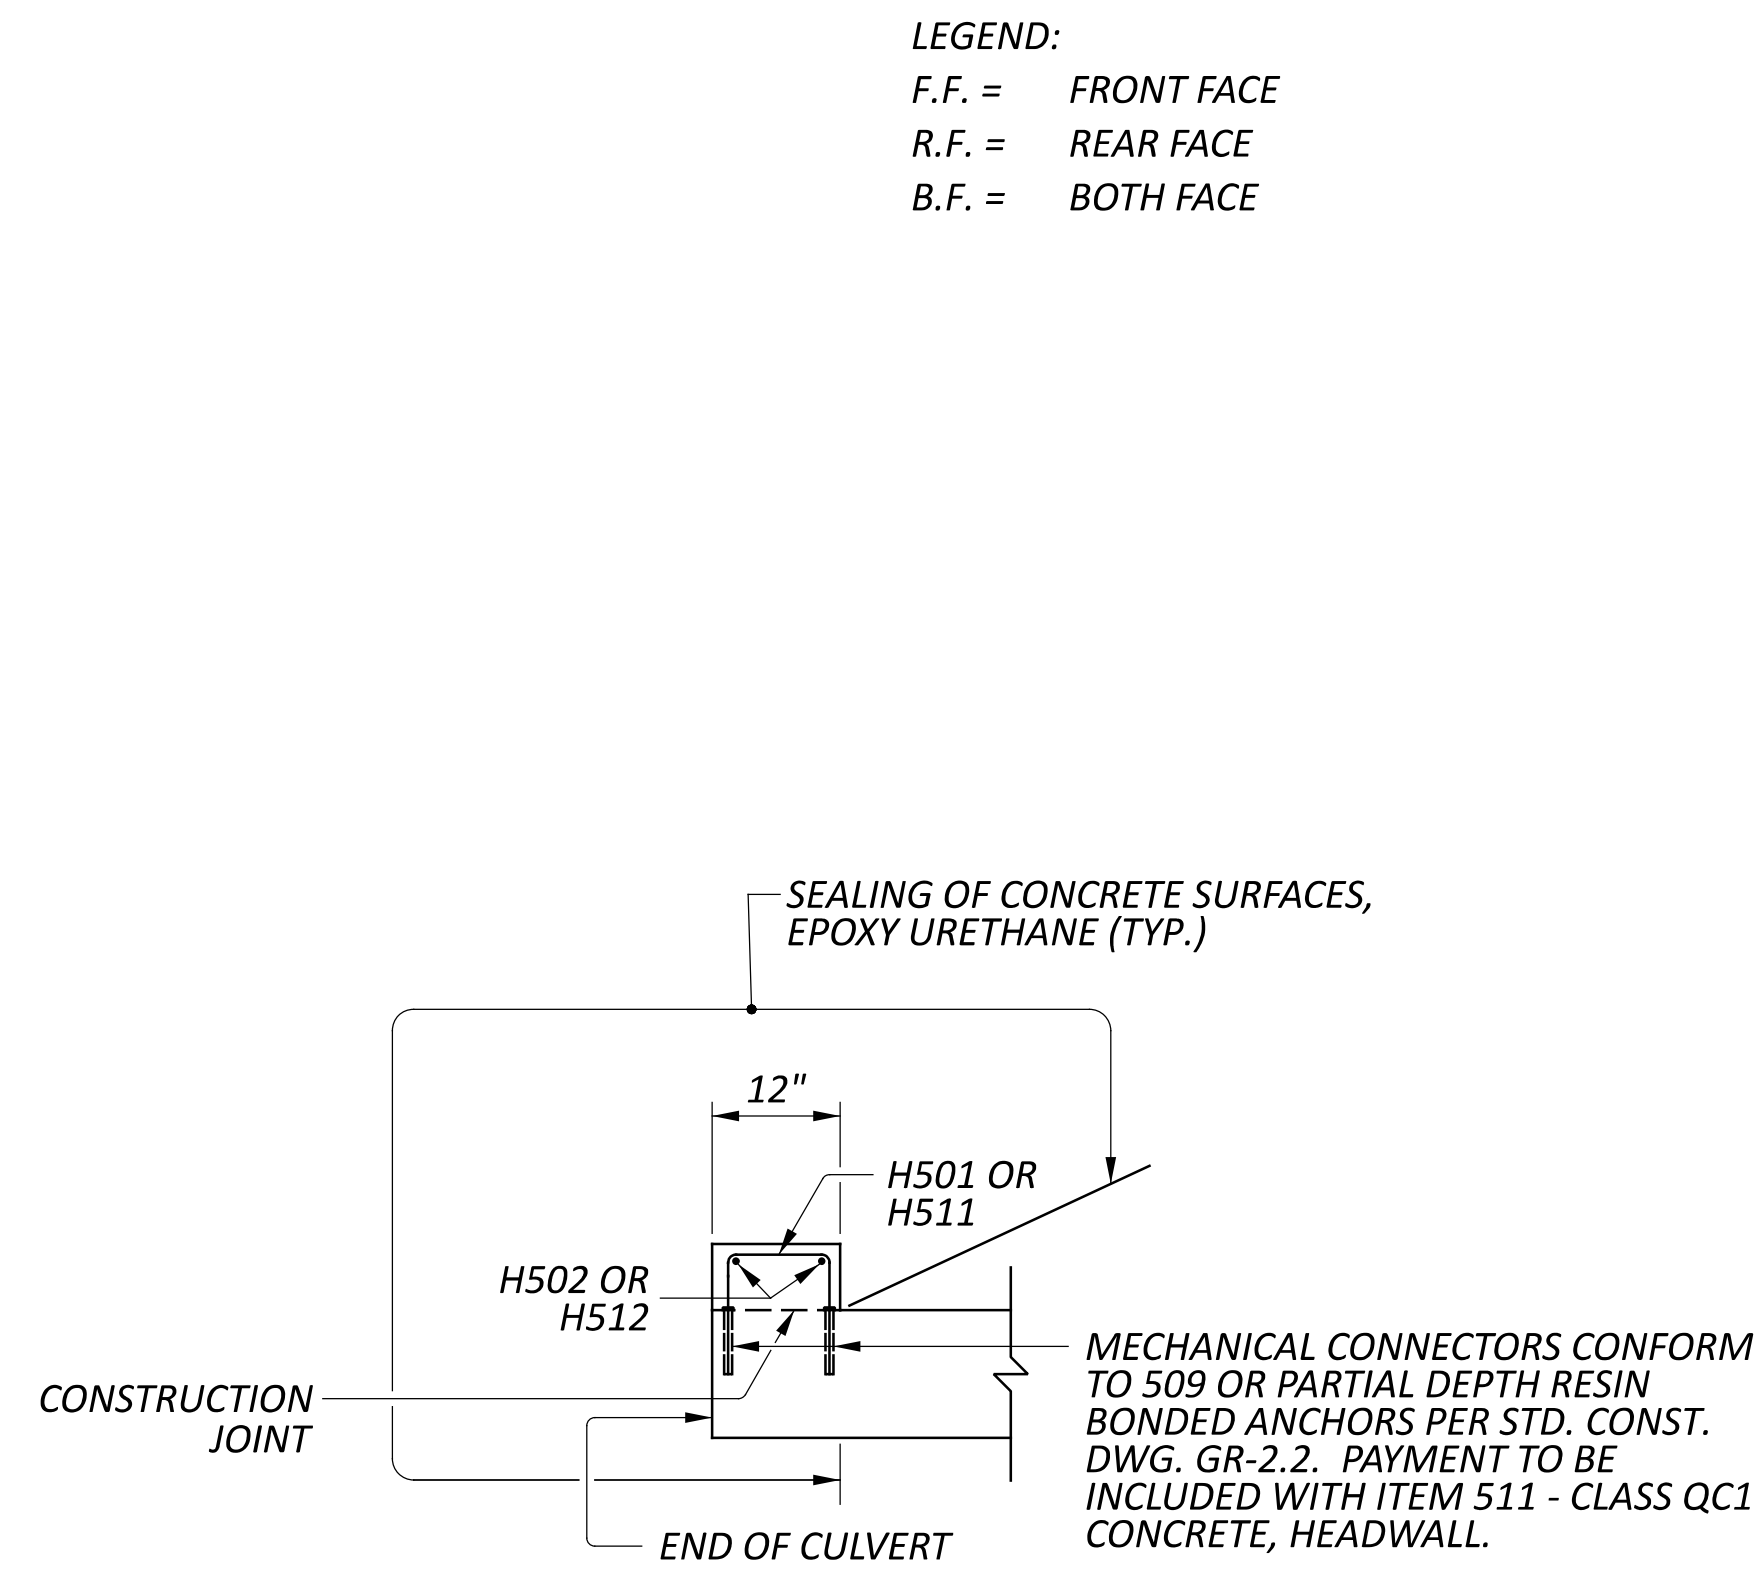 LEGEND:
F.F. = FRONT FACE
R.F. = REAR FACE
B.F. = BOTH FACE
SEALING OF CONCRETE SURFACES,
EPOXY URETHANE (TYP.)
12"
H501 OR
H511
H502 OR
H512
MECHANICAL CONNECTORS CONFORM
TO 509 OR PARTIAL DEPTH RESIN
BONDED ANCHORS PER STD. CONST.
DWG. GR-2.2. PAYMENT TO BE
INCLUDED WITH ITEM 511 - CLASS QC1
CONCRETE, HEADWALL.
CONSTRUCTION
JOINT
END OF CULVERT